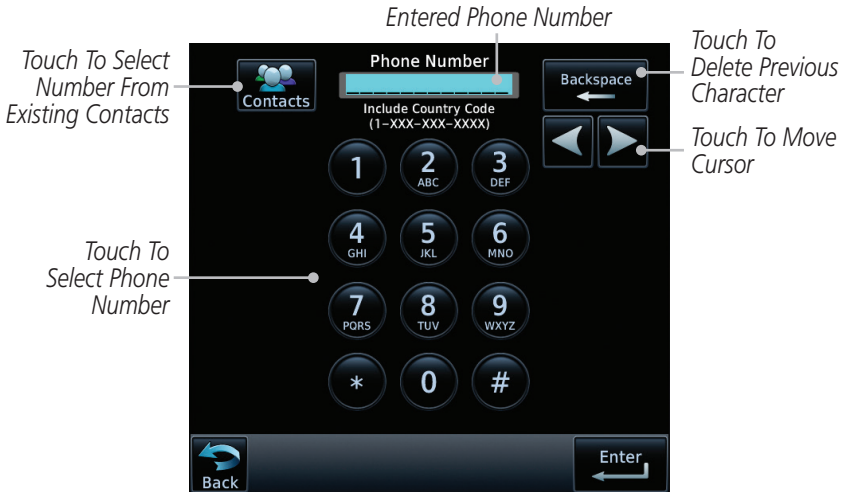 Entered Phone Number
Touch To Select
Number From
Existing Contacts
Contacts
Phone Number
Include Country Code
(1-XXX-XXX-XXXX)
Backspace
Touch To
Delete Previous
Character
Touch To Move
Cursor
1
2
ABC
3
DEF
4
GHI
5
JKL
6
MNO
Touch To
Select Phone
Number
7
PQRS
8
TUV
9
WXYZ
*
0
#
Back
Enter